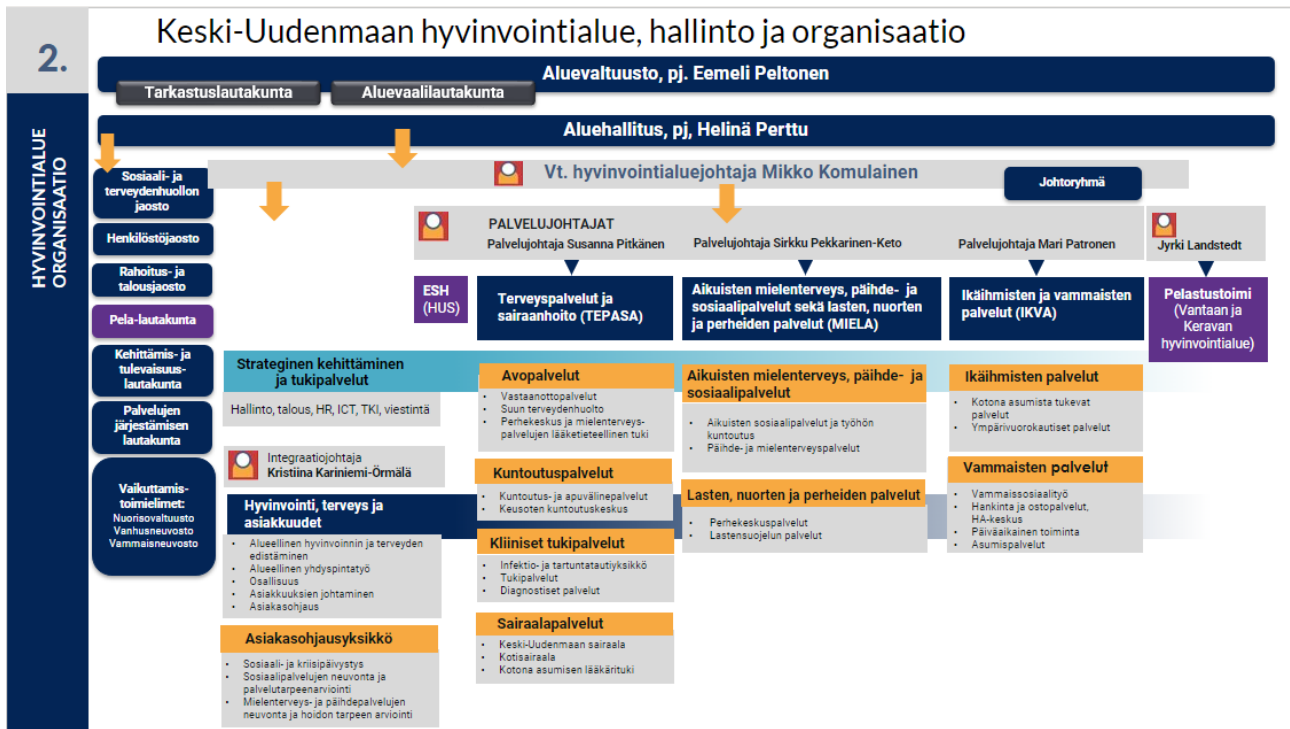 Keski-Uudenmaan hyvinvointialue, hallinto ja organisaatio
2.
HYVINVOINTIALUE
ORGANISAATIO
Aluevaltuusto, pj. Eemeli Peltonen
Tarkastuslautakunta
Aluevaalilautakunta
Aluehallitus, pj, Helinä Perttu
Vt. hyvinvointialuejohtaja Mikko Komulainen
Johtoryhmä
Sosiaali- ja
terveydenhuollon
jaosto
Henkilöstöjaosto
Rahoitus- ja
talousjaosto
Pela-lautakunta
Kehittämis- ja
tulevaisuus-
lautakunta
Palvelujen
järjestämisen
lautakunta
Vaikuttamis-
toimielimet:
Nuorisovaltuusto
Vanhusneuvosto
Vammaisneuvosto
PALVELUJOHTAJAT
Palvelujohtaja Susanna Pitkänen
Palvelujohtaja Sirkku Pekkarinen-Keto
Palvelujohtaja Mari Patronen
Jyrki Landstedt
ESH
(HUS)
Terveyspalvelut ja
sairaanhoito (TEPASA)
Aikuisten mielenterveys, päihde- ja
sosiaalipalvelut sekä lasten, nuorten
ja perheiden palvelut (MIELA)
Ikäihmisten ja vammaisten
palvelut (IKVA)
Pelastustoimi
(Vantaan ja
Keravan
hyvinvointialue)
Strateginen kehittäminen
ja tukipalvelut
Hallinto, talous, HR, ICT, TKI, viestintä
Integraatiojohtaja
Kristiina Kariniemi-Örmälä
Hyvinvointi, terveys ja
asiakkuudet
• Alueellinen hyvinvoinnin ja terveyden
edistäminen
• Alueellinen yhdyspintatyö
• Osallisuus
• Asiakkuuksien johtaminen
• Asiakasohjaus
Asiakasohjausyksikkö
• Sosiaali- ja kriisipäivystys
• Sosiaalipalvelujen neuvonta ja
palvelutarpeenarviointi
• Mielenterveys- ja päihdepalvelujen
neuvonta ja hoidon tarpeen arviointi
Avopalvelut
• Vastaanottopalvelut
• Suun terveydenhuolto
• Perhekeskus ja mielenterveys-
palvelujen lääketieteellinen tuki
Kuntoutuspalvelut
• Kuntoutus- ja apuvälinepalvelut
• Keusoten kuntoutuskeskus
Kliiniset tukipalvelut
• Infektio- ja tartuntatautiyksikkö
• Tukipalvelut
• Diagnostiset palvelut
Sairaalapalvelut
• Keski-Uudenmaan sairaala
• Kotisairaala
• Kotona asumisen lääkärituki
Aikuisten mielenterveys, päihde- ja
sosiaalipalvelut
• Aikuisten sosiaalipalvelut ja työhön
kuntoutus
• Päihde- ja mielenterveyspalvelut
Lasten, nuorten ja perheiden palvelut
• Perhekeskuspalvelut
• Lastensuojelun palvelut
Ikäihmisten palvelut
• Kotona asumista tukevat
palvelut
• Ympärivuorokautiset palvelut
Vammaisten palvelut
• Vammaissosiaalityö
• Hankinta ja ostopalvelut,
HA-keskus
• Päiväaikainen toiminta
• Asumispalvelut